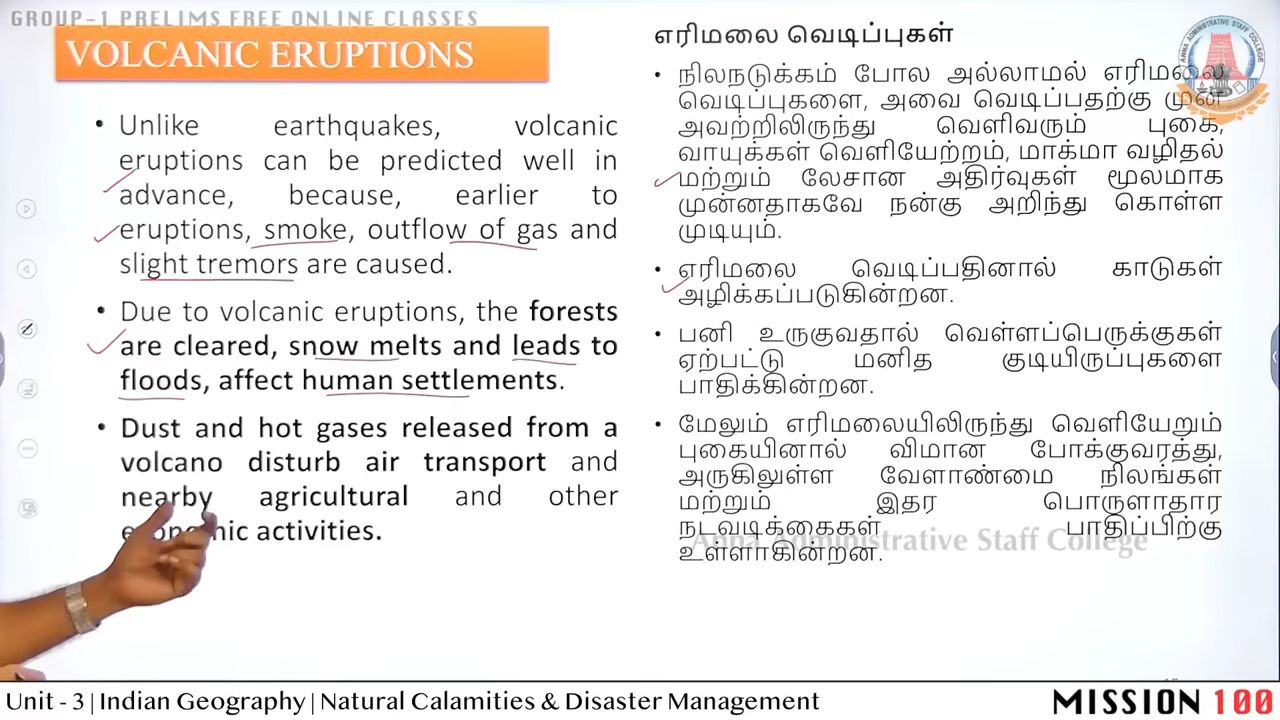 GROUP-1 PRELIMS FREE ONLINE CLASSES
VOLCANIC ERUPTIONS
• Unlike earthquakes, volcanic
eruptions can be predicted well in
advance, because, earlier to
eruptions, smoke, outflow of gas and
slight tremors are caused.
• Due to volcanic eruptions, the forests
are cleared, snow melts and leads to
floods, affect human settlements.
• Dust and hot gases released from a
volcano disturb air transport and
nearby agricultural and other
economic activities.
எரிமலை வெடிப்புகள்
• நிலநடுக்கம் போல அல்லாமல் எரிமலை
வெடிப்புகளை, அவை வெடிப்பதற்கு முன்
அவற்றிலிருந்து வெளிவரும் புகை,
வாயுக்கள் வெளியேற்றம், மாக்மா வழிதல்
மற்றும் லேசான அதிர்வுகள் மூலமாக
முன்னதாகவே நன்கு அறிந்து கொள்ள
முடியும்.
• எரிமலை வெடிப்பதினால் காடுகள்
அழிக்கப்படுகின்றன.
• பனி உருகுவதால் வெள்ளப்பெருக்குகள்
ஏற்பட்டு மனித குடியிருப்புகளை
பாதிக்கின்றன.
• மேலும் எரிமலையிலிருந்து வெளியேறும்
புகையினால் விமான போக்குவரத்து,
அருகிலுள்ள வேளாண்மை நிலங்கள்
மற்றும் இதர பொருளாதார
நடவடிக்கைகள் பாதிப்பிற்கு
உள்ளாகின்றன.
Anna Administrative Staff College
ANNA ADMINISTRATIVE STAFF COLLEGE
Unit - 3 | Indian Geography | Natural Calamities & Disaster Management
MISSION 100